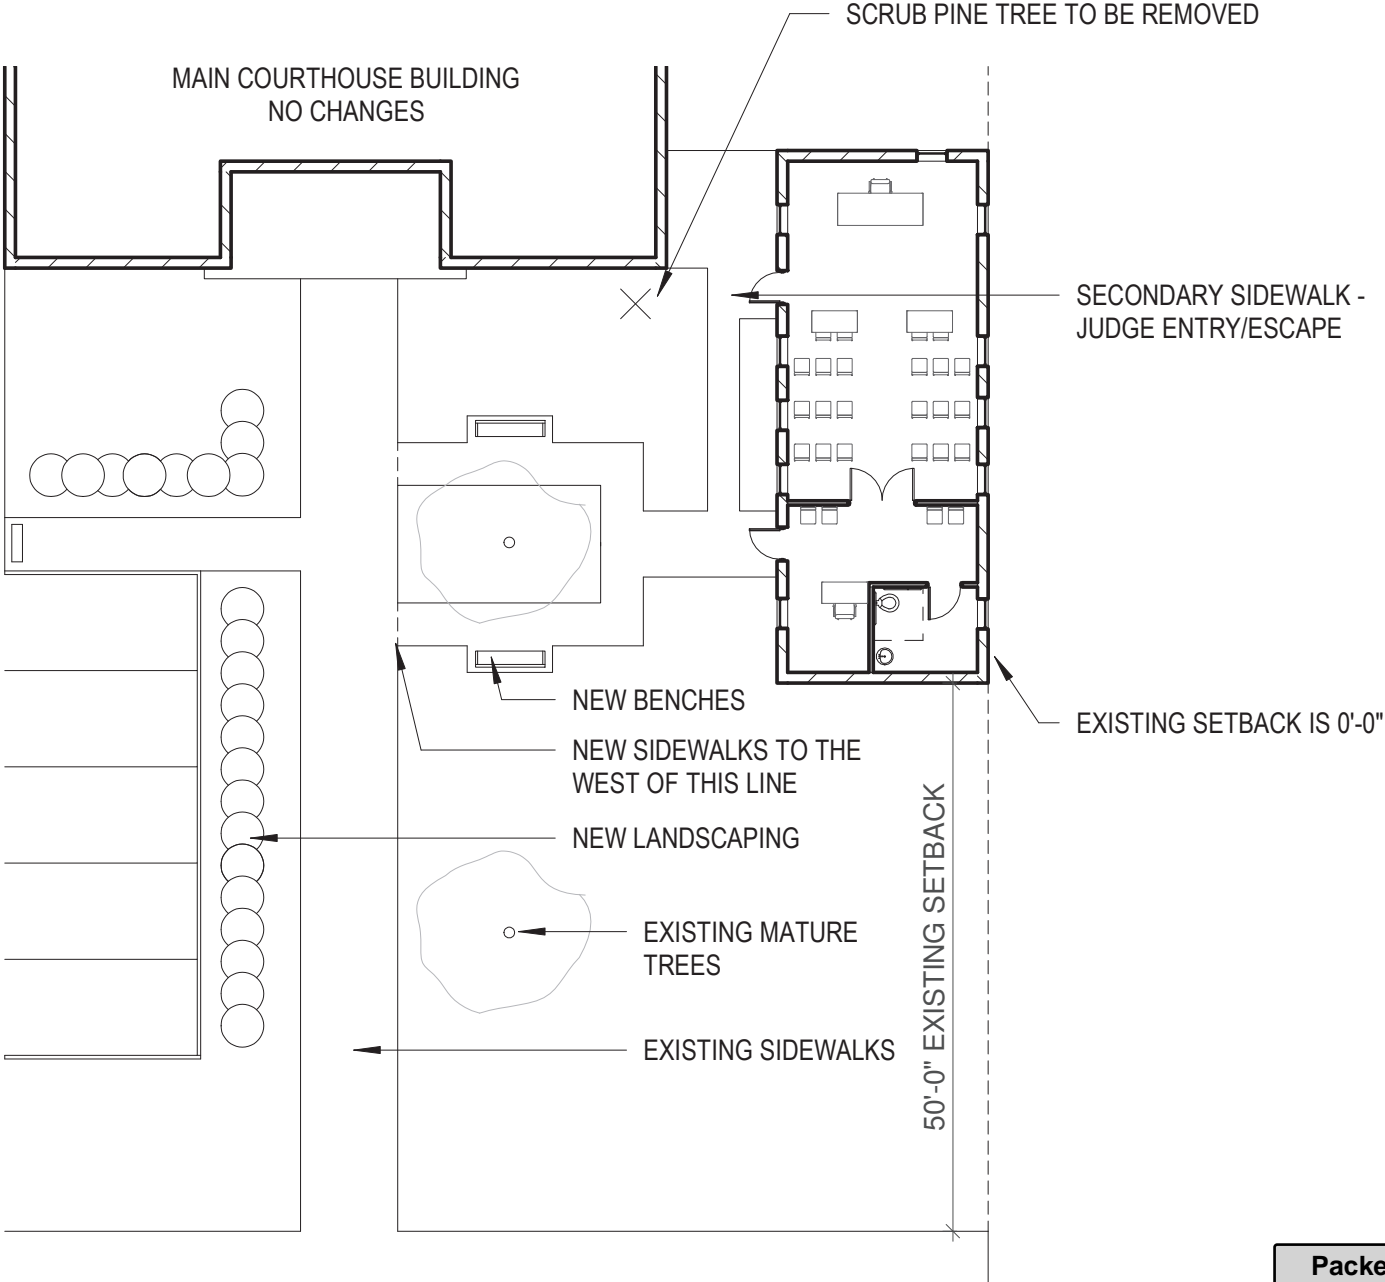 SCRUB PINE TREE TO BE REMOVED
MAIN COURTHOUSE BUILDING
NO CHANGES
SECONDARY SIDEWALK -
JUDGE ENTRY/ESCAPE
NEW BENCHES
EXISTING SETBACK IS 0'-0"
NEW SIDEWALKS TO THE
WEST OF THIS LINE
NEW LANDSCAPING
50'-0" EXISTING SETBACK
EXISTING MATURE
TREES
EXISTING SIDEWALKS
Packe